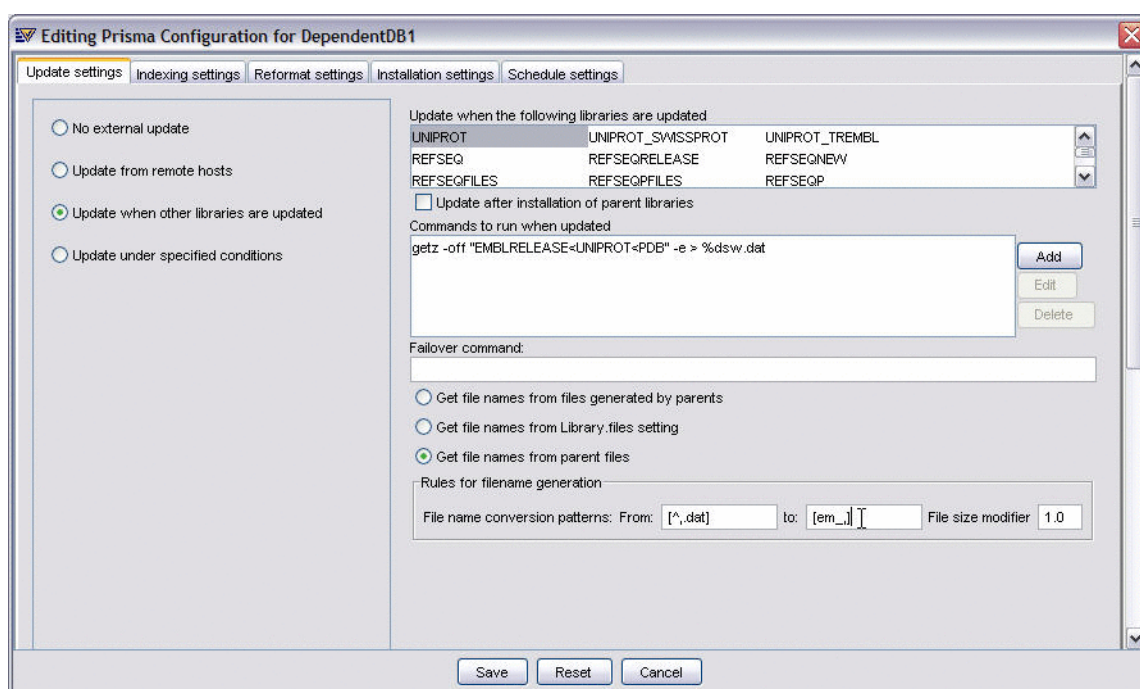 Editing Prisma Configuration for DependentDB1
Update settings Indexing settings Reformat settings Installation settings Schedule settings
No external update
Update from remote hosts
Update when other libraries are updated
Update under specified conditions
Update when the following libraries are updated
UNIPROT UNIPROT_SWISSPROT UNIPROT_TREMBL
REFSEQ REFSEQRELEASE REFSEQNEW
REFSEQFILES REFSEQPFILES REFSEQP
Update after installation of parent libraries
Commands to run when updated
getz -off "EMBLRELEASE<UNIPROT<PDB" -e > %dsw.dat
Add
Edit
Delete
Failover command:
Get file names from files generated by parents
Get file names from Library.files setting
Get file names from parent files
Rules for filename generation
File name conversion patterns: From: [^,.dat] to: [em_,] File size modifier 1.0
Save Reset Cancel